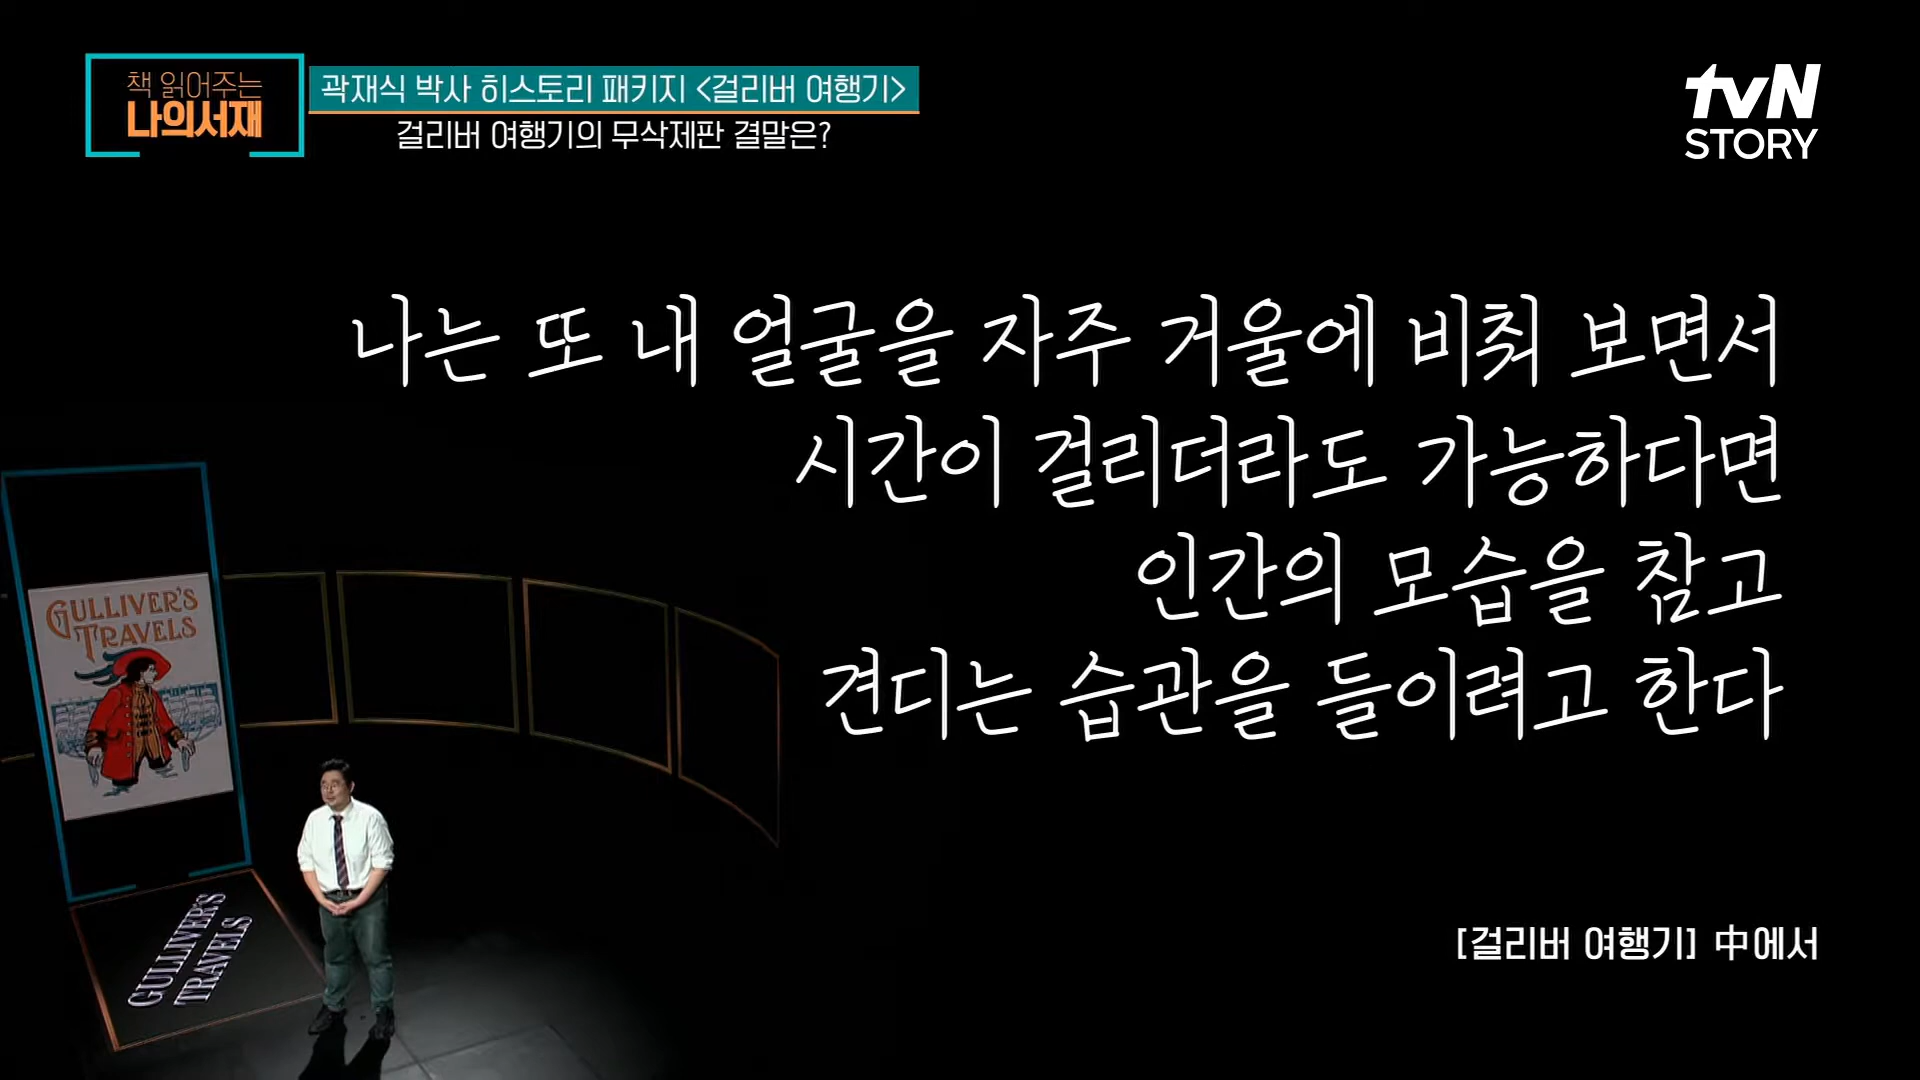 책 읽어주는
나의서재
곽재식 박사 히스토리 패키지 <걸리버 여행기>
걸리버 여행기의 무삭제판 결말은?
tvN
STORY
나는 또 내 얼굴을 자주 거울에 비춰 보면서
시간이 걸리더라도 가능하다면
인간의 모습을 참고
견디는 습관을 들이려고 한다
[걸리버 여행기] 中에서
GULLIVER'S
TRAVELS
GULLIVER'S
TRAVELS